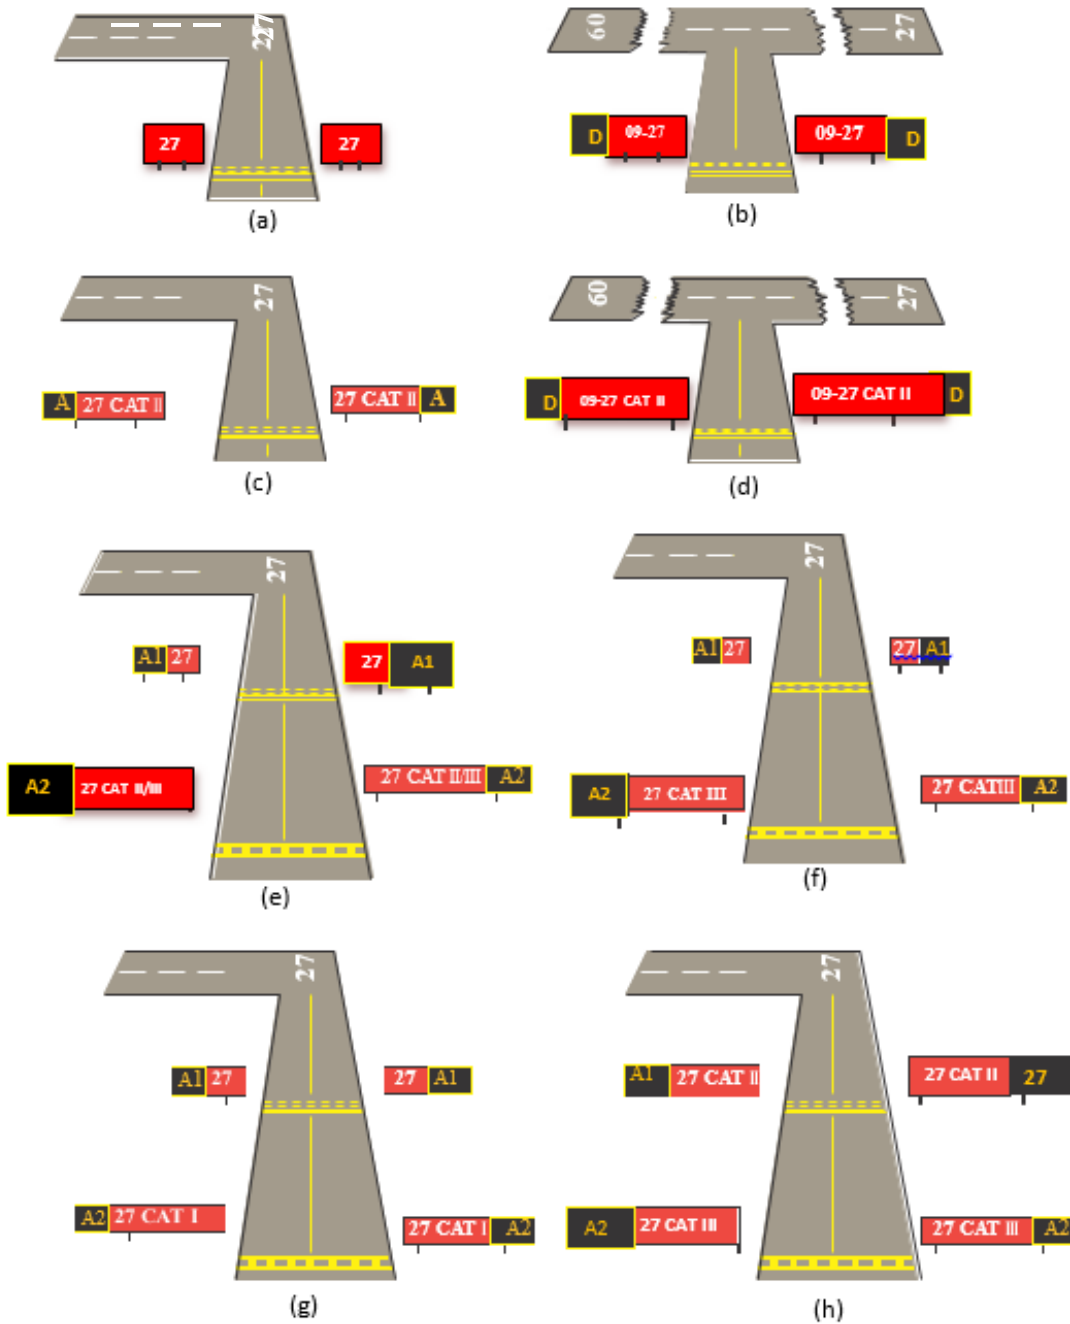 27
27
27 27
(a)
60 27
D 09-27 09-27 D
(b)
27
A 27 CAT II 27 CAT II A
(c)
60 27
D 09-27 CAT II 09-27 CAT II D
(d)
27
A1 27 27 A1
A2 27 CAT II/III 27 CAT II/III A2
(e)
27
A1 27 27 A1
A2 27 CAT III 27 CATIII A2
(f)
27
A1 27 27 A1
A2 27 CAT I 27 CAT I A2
(g)
27
A1 27 CAT II 27 CAT II 27
A2 27 CAT III 27 CAT III A2
(h)